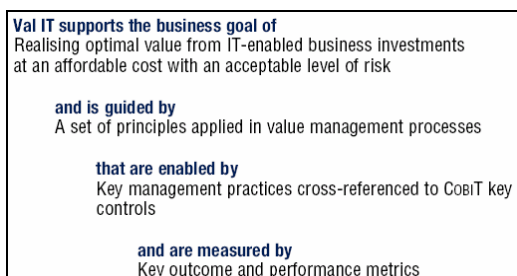 Val IT supports the business goal of
Realising optimal value from IT-enabled business investments
at an affordable cost with an acceptable level of risk
and is guided by
A set of principles applied in value management processes
that are enabled by
Key management practices cross-referenced to COBIT key
controls
and are measured by
Key outcome and performance metrics